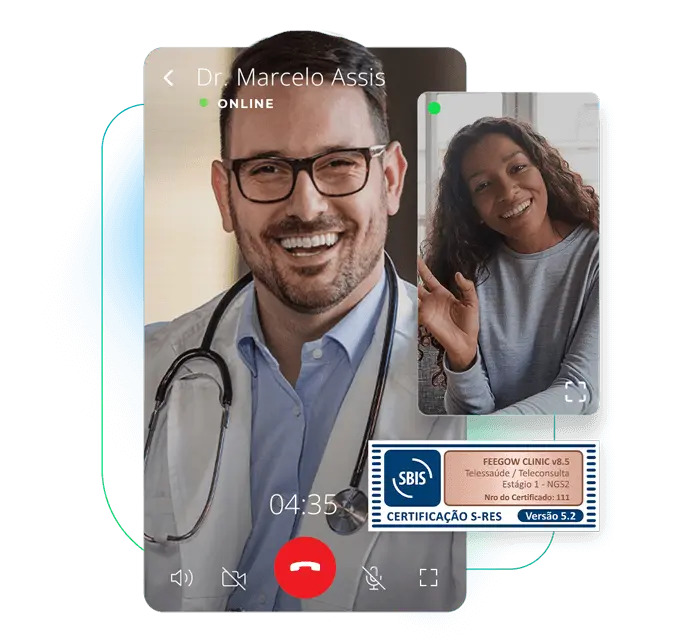 Dr. Marcelo Assis
ONLINE
04:35
SBIS
FEEGOW CLINIC v8.5
Telessaúde / Teleconsulta
Estágio 1 - NGS2
Nro do Certificado: 111
CERTIFICAÇÃO S-RES
Versão 5.2